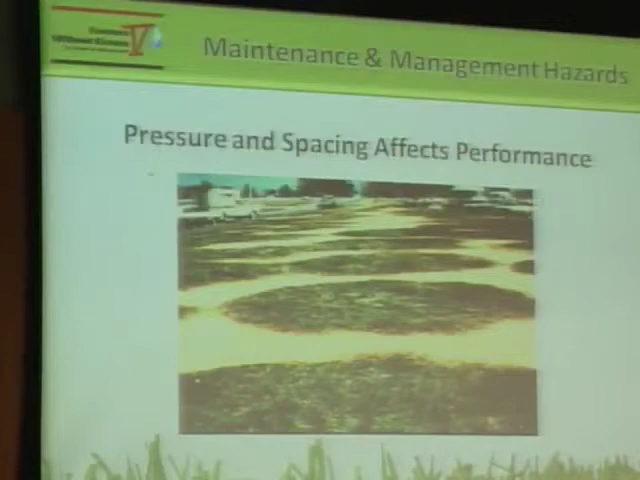 Maintenance & Management Hazards
Pressure and Spacing Affects Performance